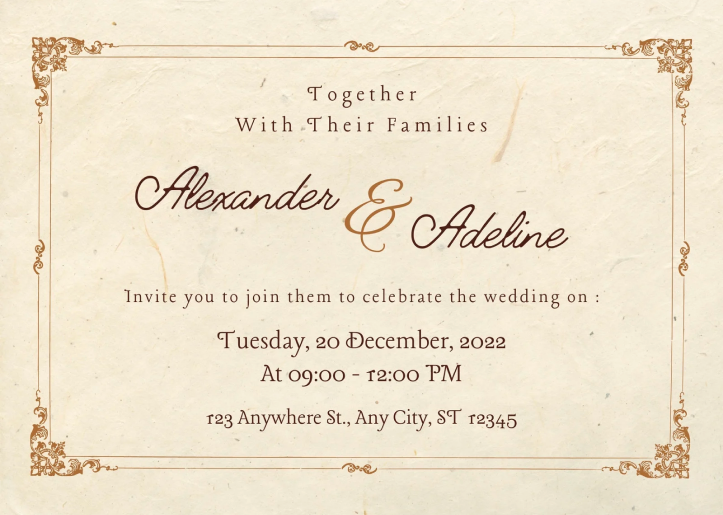 Together
With Their Families
Alexander & Adeline
Invite you to join them to celebrate the wedding on :
Tuesday, 20 December, 2022
At 09:00 - 12:00 PM
123 Anywhere St., Any City, ST 12345